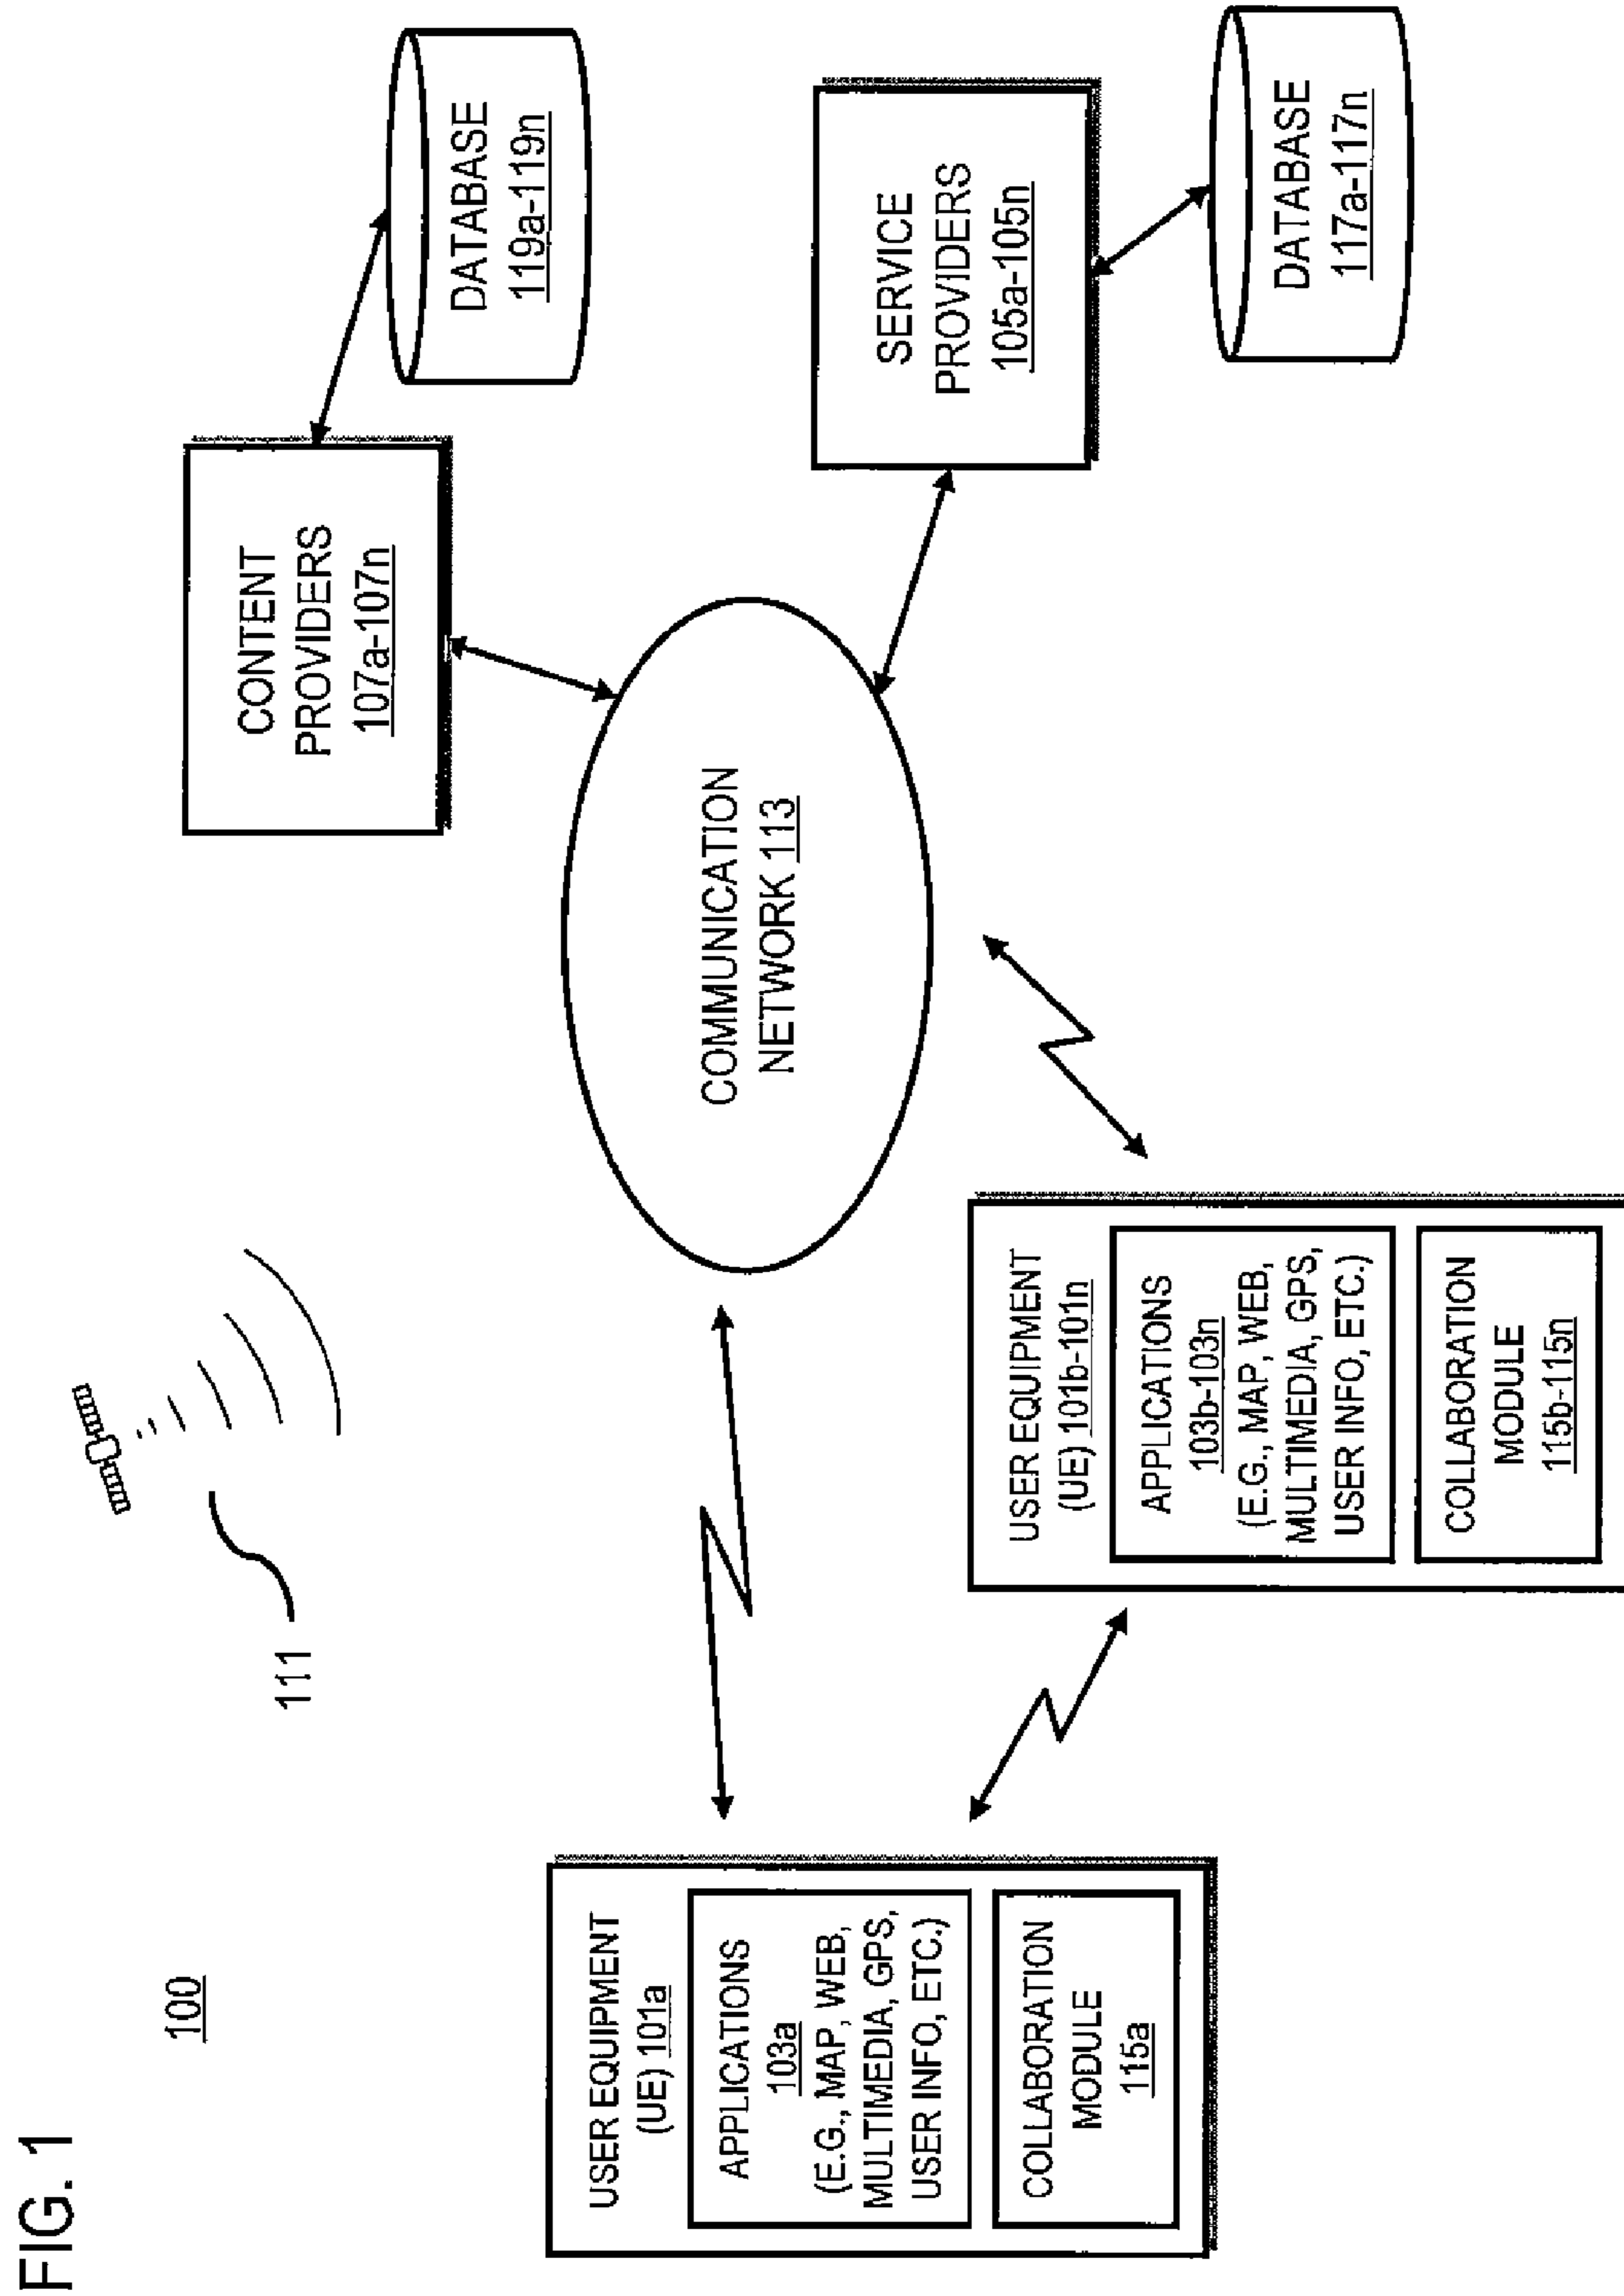 FIG. 1
100
111
CONTENT
PROVIDERS
107a-107n
DATABASE
119a-119n
COMMUNICATION
NETWORK 113
SERVICE
PROVIDERS
105a-105n
DATABASE
117a-117n
USER EQUIPMENT
(UE) 101a
APPLICATIONS
103a
(E.G., MAP, WEB,
MULTIMEDIA, GPS,
USER INFO, ETC.)
COLLABORATION
MODULE
115a
USER EQUIPMENT
(UE) 101b-101n
APPLICATIONS
103b-103n
(E.G., MAP, WEB,
MULTIMEDIA, GPS,
USER INFO, ETC.)
COLLABORATION
MODULE
115b-115n